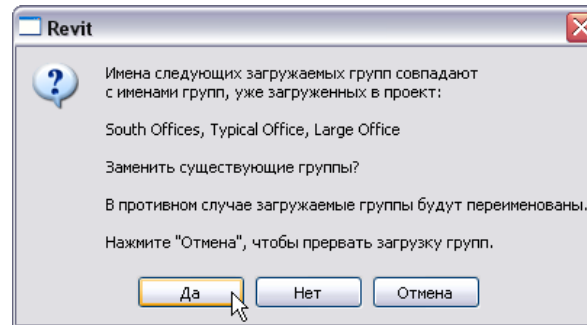 Revit
Имена следующих загружаемых групп совпадают
с именами групп, уже загруженных в проект:
South Offices, Typical Office, Large Office
Заменить существующие группы?
В противном случае загружаемые группы будут переименованы.
Нажмите "Отмена", чтобы прервать загрузку групп.
Да
Нет
Отмена